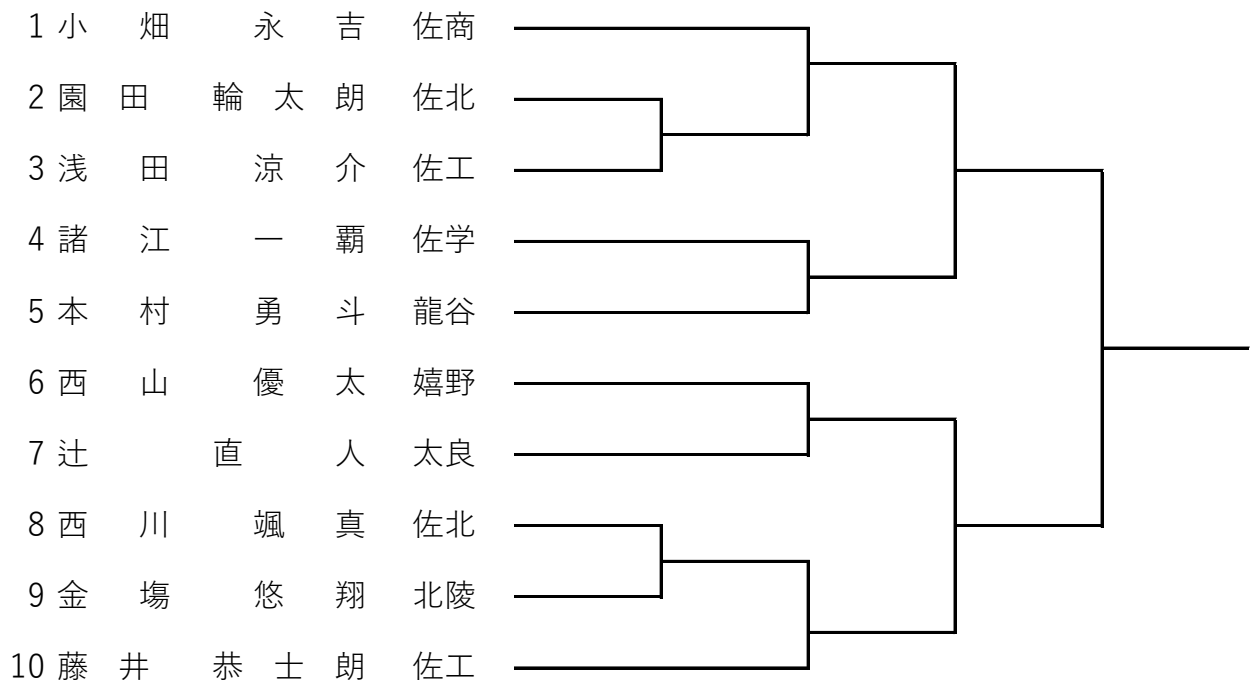 1 小畑 永吉 佐商
2 園田 輪太朗 佐北
3 浅田 涼介 佐工
4 諸江 一覇 佐学
5 本村 勇斗 龍谷
6 西山 優太 嬉野
7 辻 直人 太良
8 西川 颯真 佐北
9 金塲 悠翔 北陵
10 藤井 恭士朗 佐工